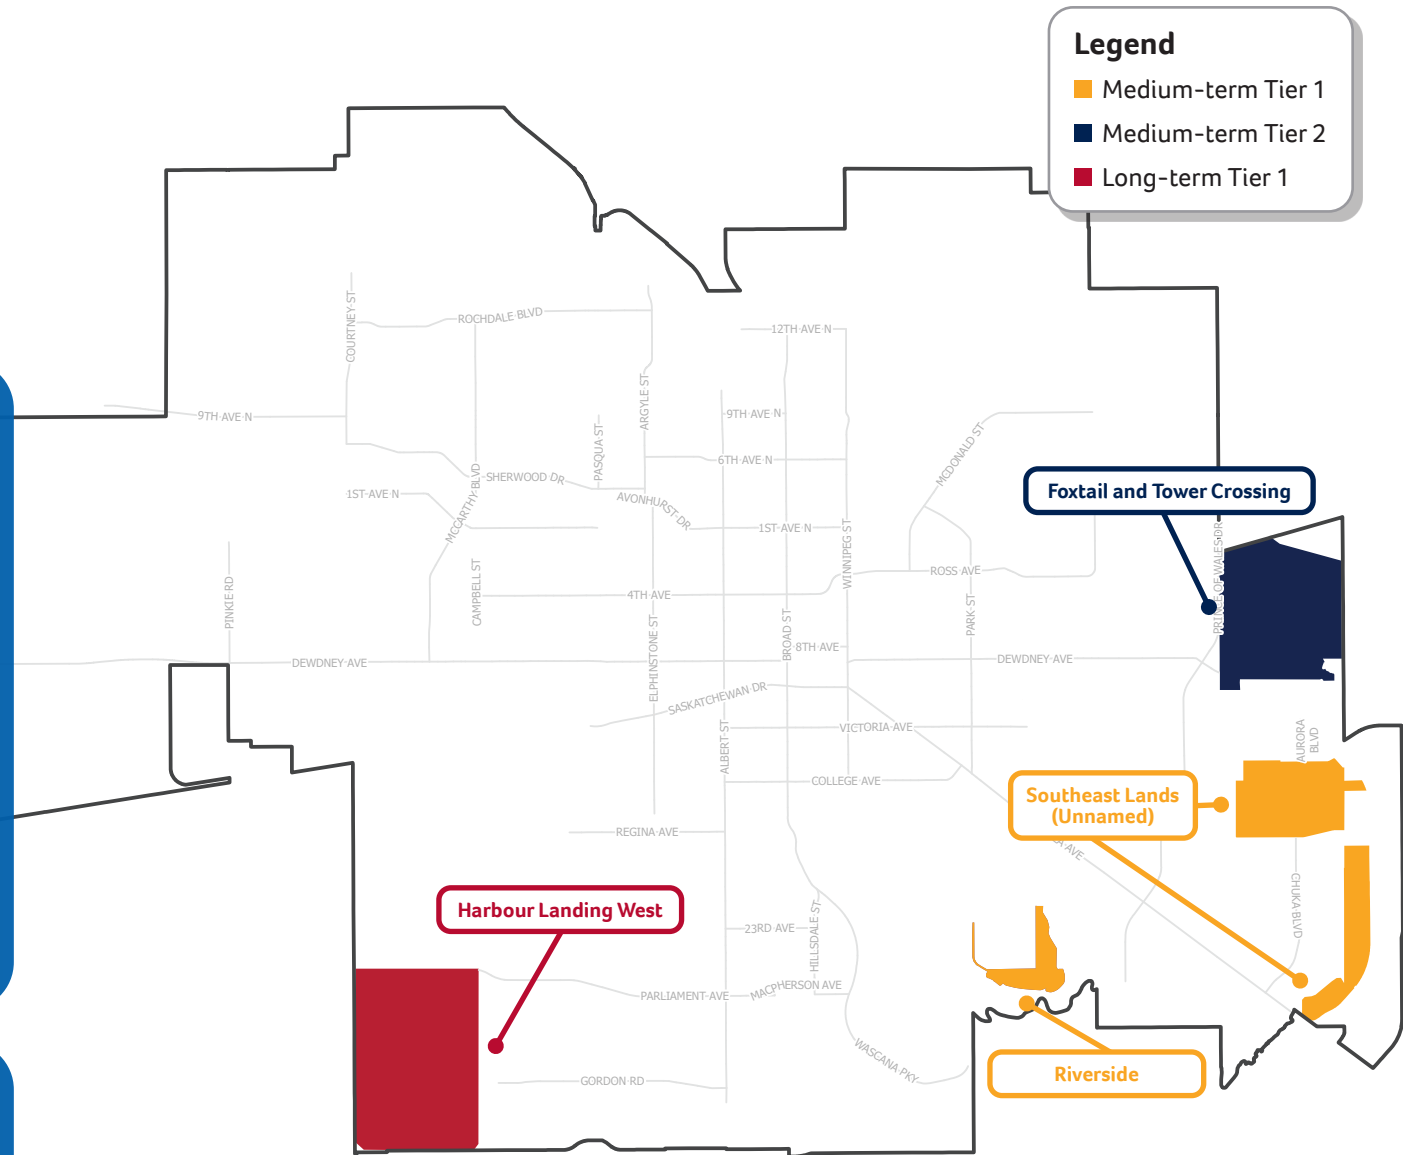 Legend
Medium-term Tier 1
Medium-term Tier 2
Long-term Tier 1
COURTNEY ST
ROCHDALE BLVD
12TH AVE N
ARGYLE ST
9TH AVE N
9TH AVE N
PASQUA ST
MCDONALD ST
6TH AVE N
SHERWOOD DR
1ST AVE N
MCCARTHY BLVD
AVONHURST DR
1ST AVE N
Foxtail and Tower Crossing
WINNIPEG ST
PRINCE OF WALES DR
ROSS AVE
PINKIE RD
CAMPBELL ST
4TH AVE
PARK ST
BROAD ST
ELPHINSTONE ST
8TH AVE
DEWDNEY AVE
DEWDNEY AVE
SASKATCHEWAN DR
VICTORIA AVE
ALBERT ST
AURORA
BLVD
COLLEGE AVE
Southeast Lands
(Unnamed)
REGINA AVE
AVE
CHUKA BLVD
Harbour Landing West
23RD AVE
HILLSDALE ST
PARLIAMENT AVE
MACPHERSON AVE
WASCANA PKY
Riverside
GORDON RD